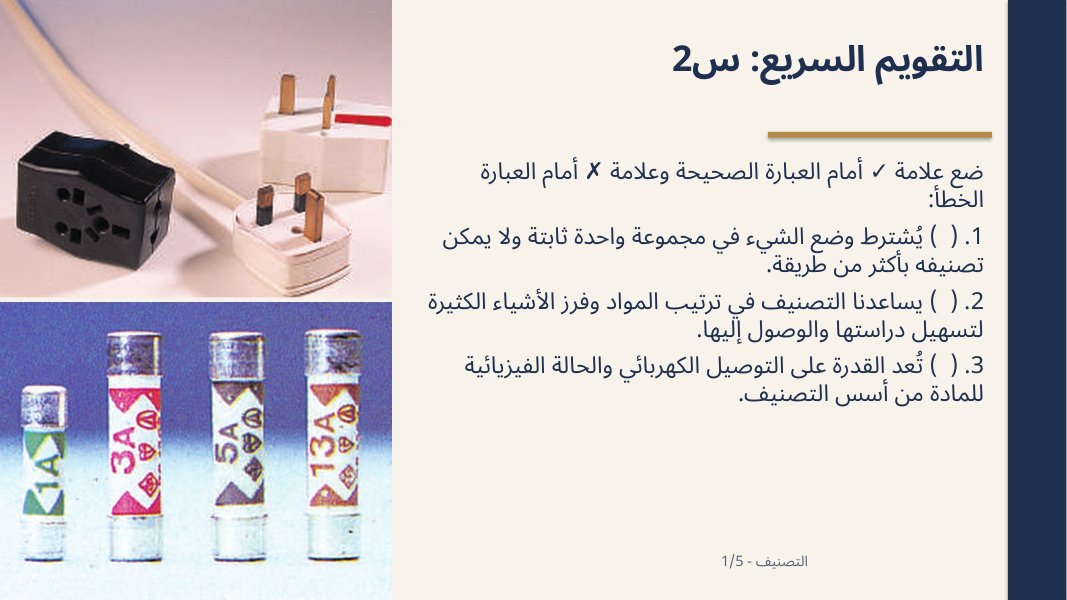 التقويم السريع: س2
ضع علامة ✓ أمام العبارة الصحيحة وعلامة ✗ أمام العبارة
الخطأ:
1. ( ) يُشترط وضع الشيء في مجموعة واحدة ثابتة ولا يمكن
تصنيفه بأكثر من طريقة.
2. ( ) يساعدنا التصنيف في ترتيب المواد وفرز الأشياء الكثيرة
لتسهيل دراستها والوصول إليها.
3. ( ) تُعد القدرة على التوصيل الكهربائي والحالة الفيزيائية
للمادة من أسس التصنيف.
1A
3A
5A
13A
التصنيف - 1/5